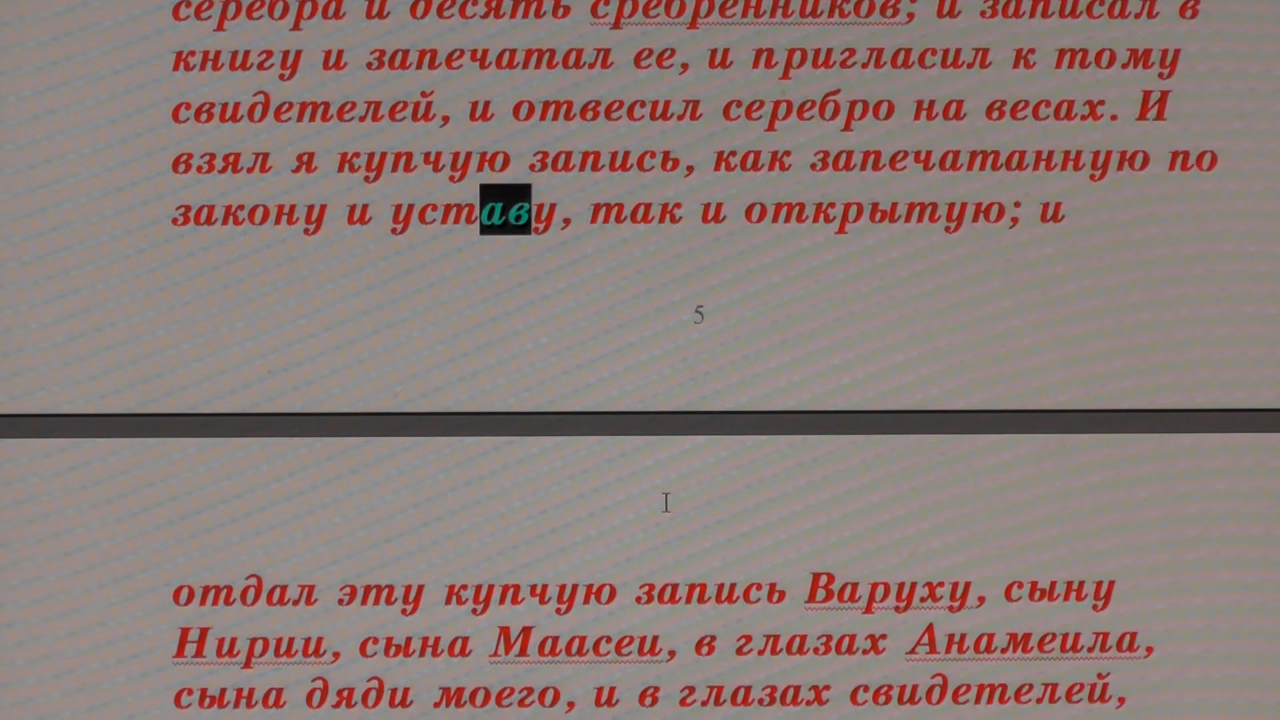 серебра и десять сребренников; и записал в
книгу и запечатал ее, и пригласил к тому
свидетелей, и отвесил серебро на весах. И
взял я купчую запись, как запечатанную по
закону и уставу, так и открытую; и
5
отдал эту купчую запись Варуху, сыну
Нирии, сына Маасеи, в глазах Анамеила,
сына дяди моего, и в глазах свидетелей,